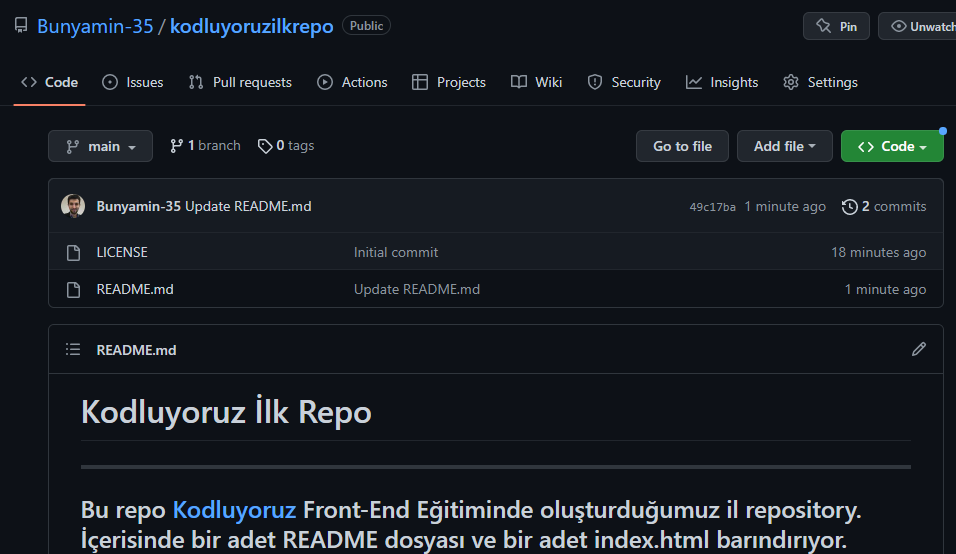 Bunyamin-35 / kodluyoruzilkrepo Public Pin Unwatch
Code Issues Pull requests Actions Projects Wiki Security Insights Settings
main 1 branch 0 tags Go to file Add file Code
Bunyamin-35 Update README.md 49c17ba 1 minute ago 2 commits
LICENSE Initial commit 18 minutes ago
README.md Update README.md 1 minute ago
README.md
Kodluyoruz İlk Repo
Bu repo Kodluyoruz Front-End Eğitiminde oluşturduğumuz il repository.
İçerisinde bir adet README dosyası ve bir adet index.html barındırıyor.